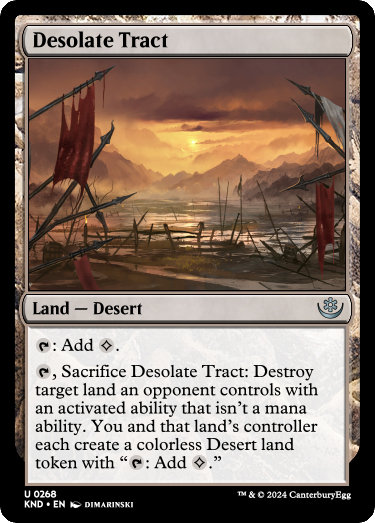 Desolate Tract
Land — Desert
: Add .
, Sacrifice Desolate Tract: Destroy
target land an opponent controls with
an activated ability that isn't a mana
ability. You and that land's controller
each create a colorless Desert land
token with “: Add .”
U 0268
KND • EN DIMARINSKI
™ & © 2024 CanterburyEgg